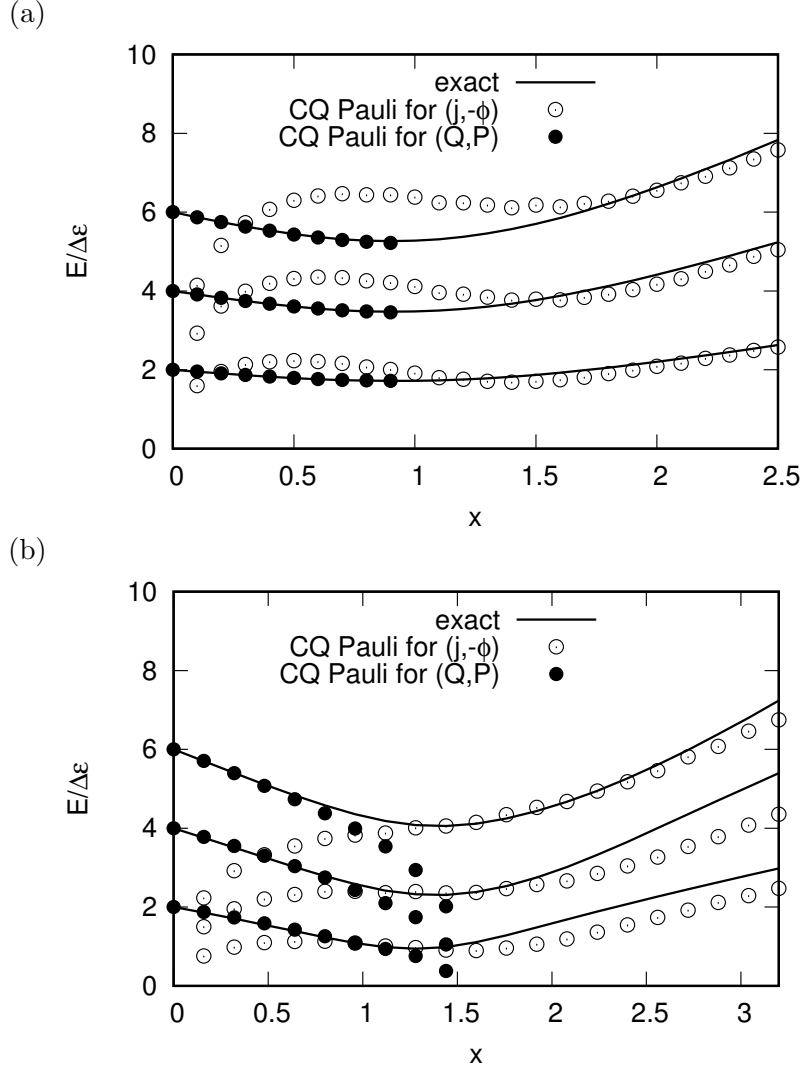 (a)
10
8
6
4
2
0
E/Δε
exact
CQ Pauli for (j,-ϕ)
CQ Pauli for (Q,P)
0 0.5 1 1.5 2 2.5
x
(b)
10
8
6
4
2
0
E/Δε
exact
CQ Pauli for (j,-ϕ)
CQ Pauli for (Q,P)
0 0.5 1 1.5 2 2.5 3
x